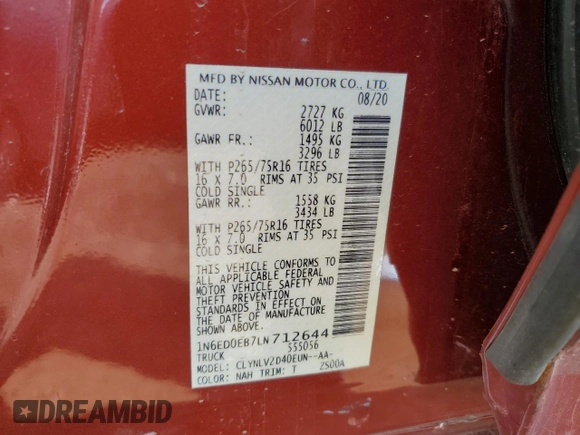 MFD BY NISSAN MOTOR CO., LTD.
DATE: 08/20
GVWR: 2727 KG
6012 LB
GAWR FR.: 1495 KG
3296 LB
WITH P265/75R16 TIRES
16 X 7.0 RIMS AT 35 PSI
COLD SINGLE
GAWR RR.: 1558 KG
3434 LB
WITH P265/75R16 TIRES
16 X 7.0 RIMS AT 35 PSI
COLD SINGLE
THIS VEHICLE CONFORMS TO
ALL APPLICABLE FEDERAL
MOTOR VEHICLE SAFETY AND
THEFT PREVENTION
STANDARDS IN EFFECT ON
THE DATE OF MANUFACTURE
SHOWN ABOVE.
1N6ED0EB7LN712644
TRUCK 555056
MODEL: CLYNLVZD40EUN--AA-
COLOR: NAH TRIM: T ZS00A
DREAMBID